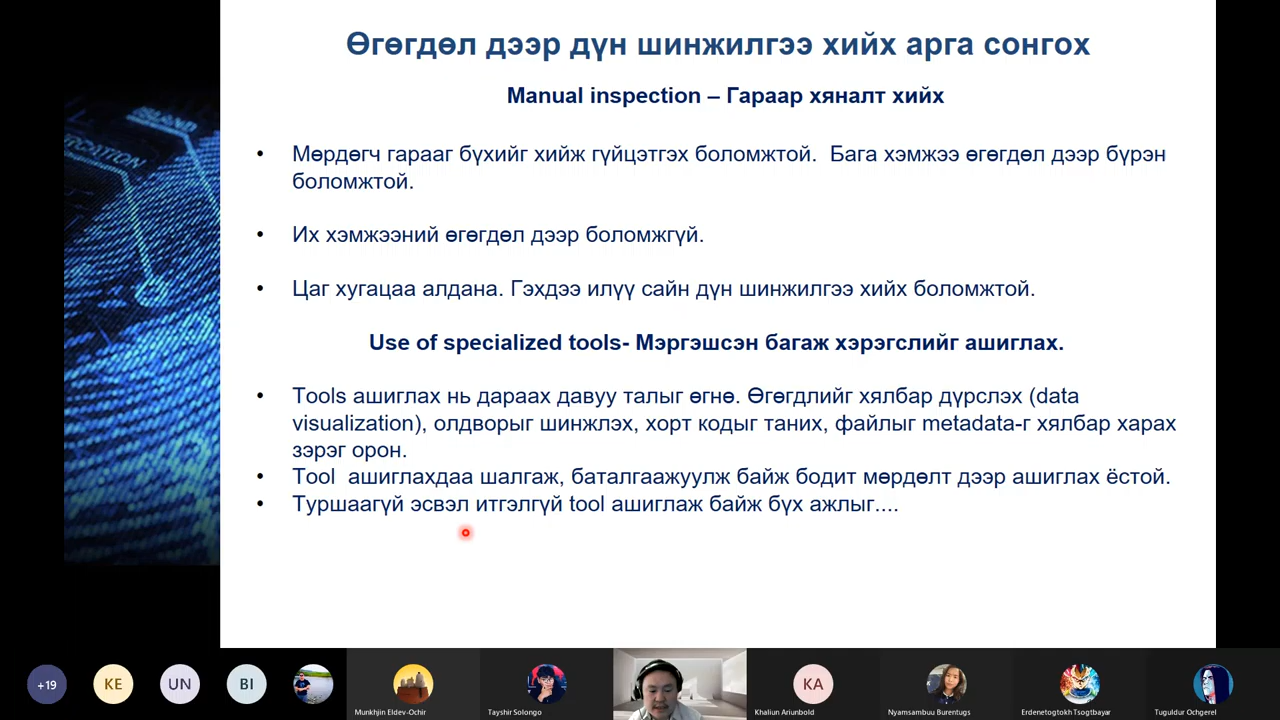 Өгөгдөл дээр дүн шинжилгээ хийх арга сонгох
Manual inspection – Гараар хяналт хийх
• Мөрдөгч гарааг бүхийг хийж гүйцэтгэх боломжтой. Бага хэмжээ өгөгдөл дээр бүрэн
боломжтой.
• Их хэмжээний өгөгдөл дээр боломжгүй.
• Цаг хугацаа алдана. Гэхдээ илүү сайн дүн шинжилгээ хийх боломжтой.
Use of specialized tools- Мэргэшсэн багаж хэрэгслийг ашиглах.
• Tools ашиглах нь дараах давуу талыг өгнө. Өгөгдлийг хялбар дүрслэх (data
visualization), олдворыг шинжлэх, хорт кодыг таних, файлыг metadata-г хялбар харах
зэрэг орон.
• Tool ашиглахдаа шалгаж, баталгаажуулж байж бодит мөрдөлт дээр ашиглах ёстой.
• Туршаагүй эсвэл итгэлгүй tool ашиглаж байж бүх ажлыг....
ISLAND
+19
KE
UN
BI
KA
Munkhjin Eldev-Ochir
Tayshir Solongo
Khaliun Ariunbold
Nyamsambuu Burentugs
Erdenetogtokh Tsogtbayar
Tuguldur Ochgerel